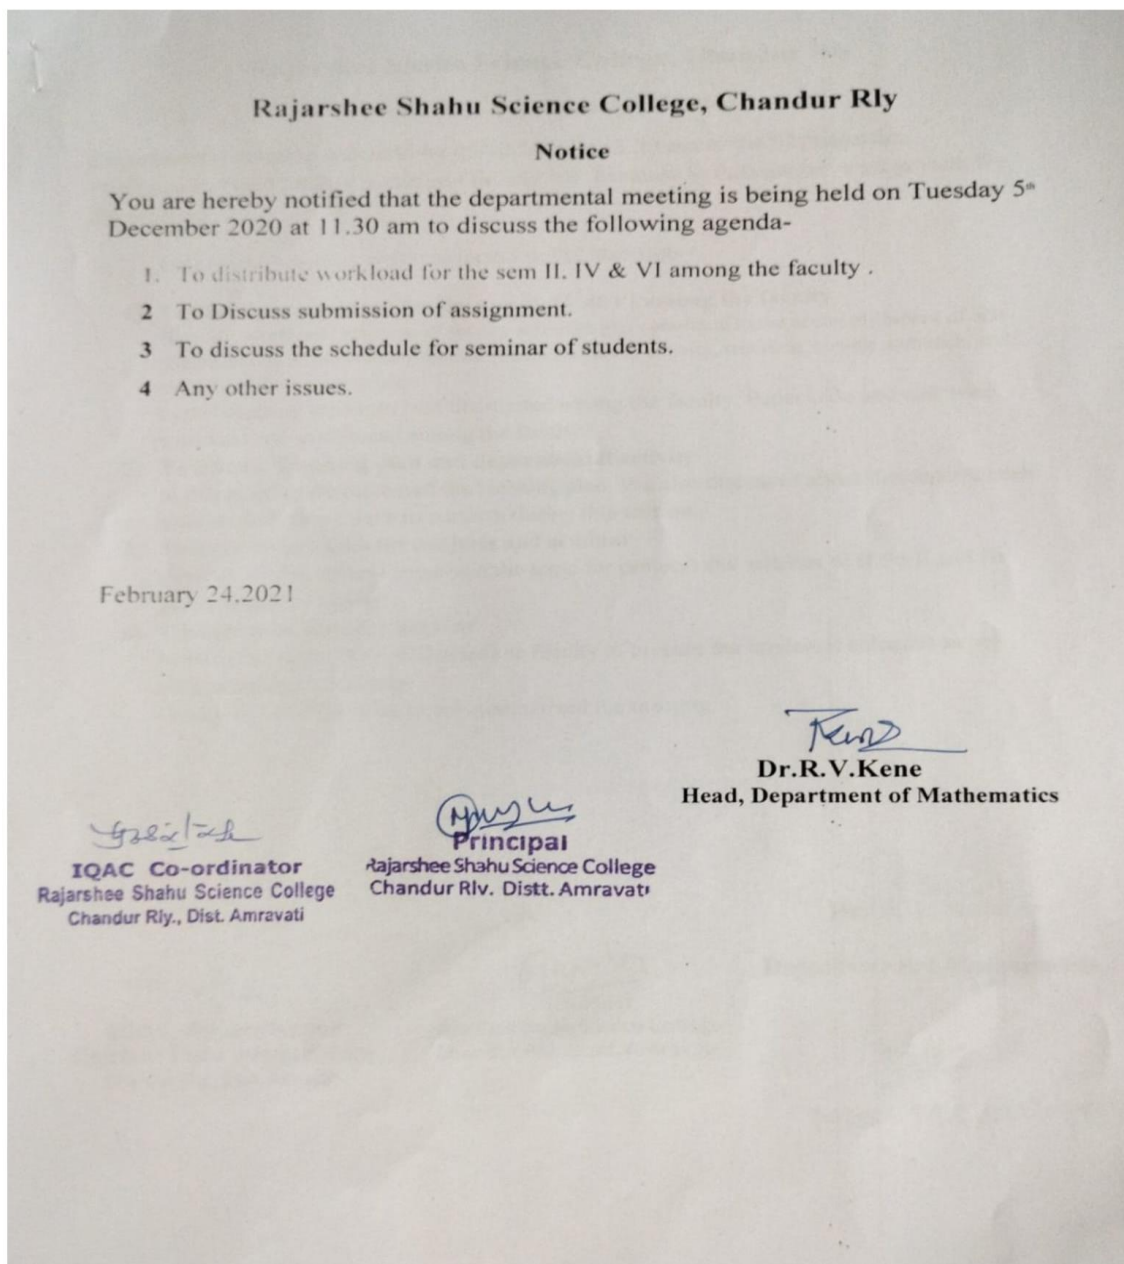 Rajarshee Shahu Science College, Chandur Rly
Notice
You are hereby notified that the departmental meeting is being held on Tuesday 5th
December 2020 at 11.30 am to discuss the following agenda-
1. To distribute workload for the sem II. IV & VI among the faculty .
2 To Discuss submission of assignment.
3 To discuss the schedule for seminar of students.
4 Any other issues.
February 24.2021
Dr.R.V.Kene
Head, Department of Mathematics
IQAC Co-ordinator
Rajarshee Shahu Science College
Chandur Rly., Dist. Amravati
Principal
Rajarshee Shahu Science College
Chandur Rly. Distt. Amravati